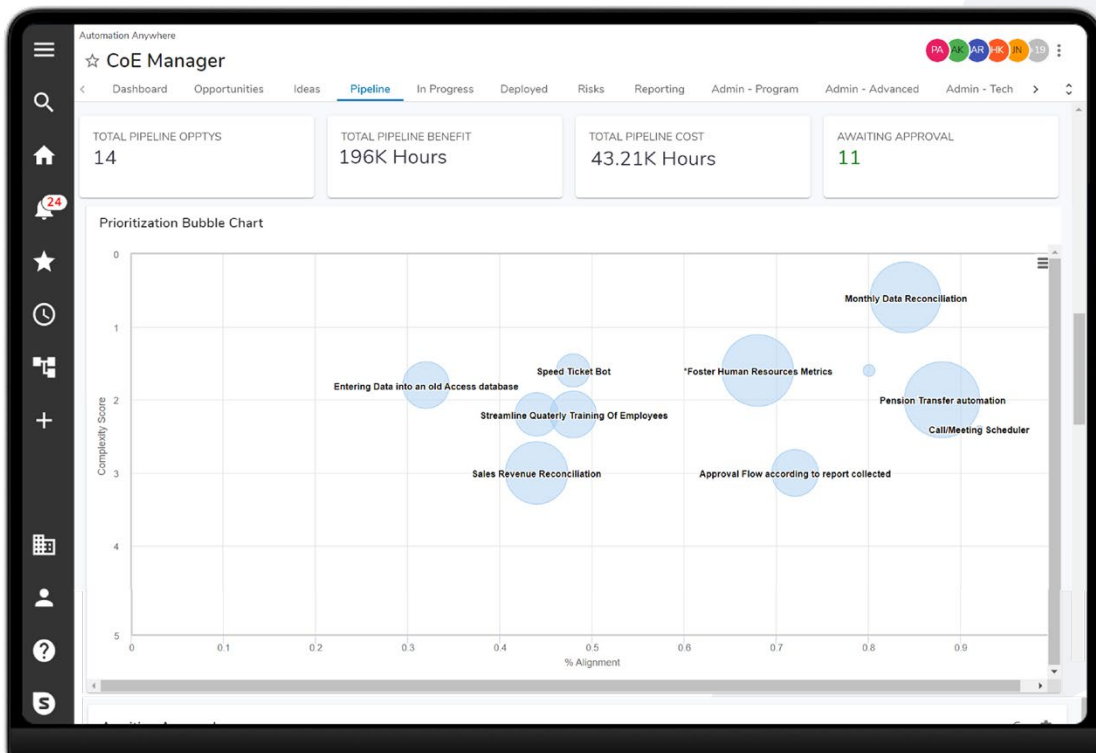 Automation Anywhere
CoE Manager
PA AK AR HK JN +19
Dashboard Opportunities Ideas Pipeline In Progress Deployed Risks Reporting Admin - Program Admin - Advanced Admin - Tech
24
TOTAL PIPELINE OPPTYS
14
TOTAL PIPELINE BENEFIT
196K Hours
TOTAL PIPELINE COST
43.21K Hours
AWAITING APPROVAL
11
Prioritization Bubble Chart
0
Monthly Data Reconciliation
1
Speed Ticket Bot
*Foster Human Resources Metrics
Entering Data into an old Access database
2
Pension Transfer automation
Streamline Quaterly Training Of Employees
Call/Meeting Scheduler
Complexity Score
3
Sales Revenue Reconciliation
Approval Flow according to report collected
4
5
0 0.1 0.2 0.3 0.4 0.5 0.6 0.7 0.8 0.9
% Alignment